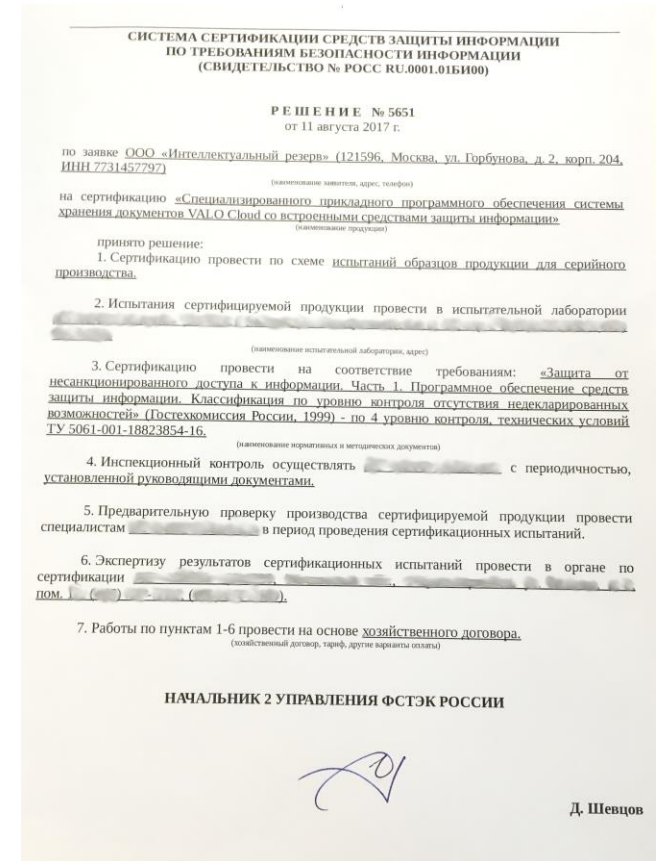 СИСТЕМА СЕРТИФИКАЦИИ СРЕДСТВ ЗАЩИТЫ ИНФОРМАЦИИ
ПО ТРЕБОВАНИЯМ БЕЗОПАСНОСТИ ИНФОРМАЦИИ
(СВИДЕТЕЛЬСТВО № РОСС RU.0001.01БИ00)
Р Е Ш Е Н И Е № 5651
от 11 августа 2017 г.
по заявке ООО «Интеллектуальный резерв» (121596, Москва, ул. Горбунова, д. 2, корп. 204,
ИНН 7731457797)
(наименование заявителя, адрес, телефон)
на сертификацию «Специализированного прикладного программного обеспечения системы
хранения документов VALO Cloud со встроенными средствами защиты информации»
(наименование продукции)
принято решение:
1. Сертификацию провести по схеме испытаний образцов продукции для серийного
производства.
2. Испытания сертифицируемой продукции провести в испытательной лаборатории
(наименование испытательной лаборатории, адрес)
3. Сертификацию провести на соответствие требованиям: «Защита от
несанкционированного доступа к информации. Часть 1. Программное обеспечение средств
защиты информации. Классификация по уровню контроля отсутствия недекларированных
возможностей» (Гостехкомиссия России, 1999) - по 4 уровню контроля, технических условий
ТУ 5061-001-18823854-16.
(наименование нормативных и методических документов)
4. Инспекционный контроль осуществлять с периодичностью,
установленной руководящими документами.
5. Предварительную проверку производства сертифицируемой продукции провести
специалистам в период проведения сертификационных испытаний.
6. Экспертизу результатов сертификационных испытаний провести в органе по
сертификации
пом.
7. Работы по пунктам 1-6 провести на основе хозяйственного договора.
(хозяйственный договор, тариф, другие варианты оплаты)
НАЧАЛЬНИК 2 УПРАВЛЕНИЯ ФСТЭК РОССИИ
Д. Шевцов